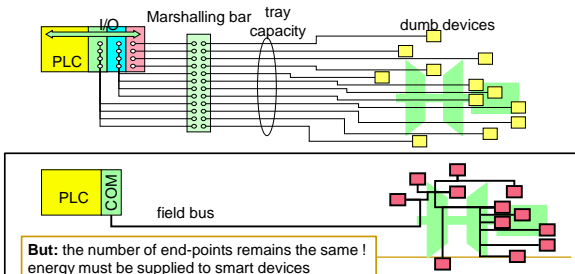 I/O
Marshalling bar
tray
capacity
dumb devices
PLC
PLC
COM
field bus
But: the number of end-points remains the same !
energy must be supplied to smart devices